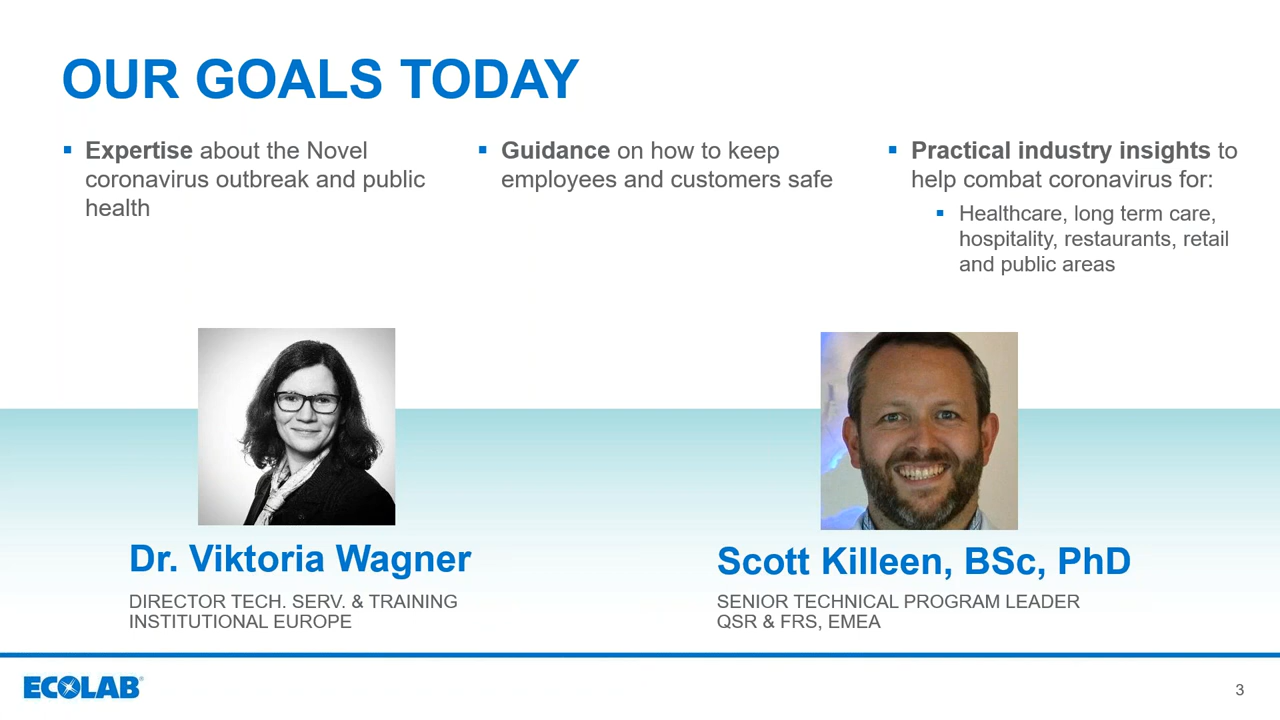 OUR GOALS TODAY
▪ Expertise about the Novel
coronavirus outbreak and public
health
▪ Guidance on how to keep
employees and customers safe
▪ Practical industry insights to
help combat coronavirus for:
▪ Healthcare, long term care,
hospitality, restaurants, retail
and public areas
Dr. Viktoria Wagner
DIRECTOR TECH. SERV. & TRAINING
INSTITUTIONAL EUROPE
Scott Killeen, BSc, PhD
SENIOR TECHNICAL PROGRAM LEADER
QSR & FRS, EMEA
ECOLAB®
3